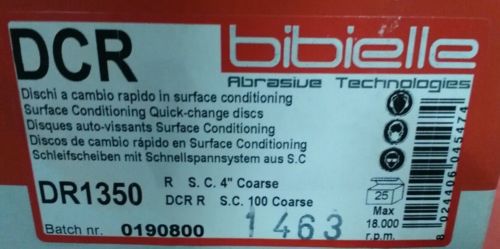 DCR
bibielle
Abrasive Technologies
Dischi a cambio rapido in surface conditioning
Surface Conditioning Quick-change discs
Disques auto-vissants Surface Conditioning
Discos de cambio rápido en Surface Conditioning
Schleifscheiben mit Schnellspannsystem aus S.C
DR1350
R S.C. 4" Coarse
DCR R S.C. 100 Coarse
25
Max
18.000
r.p.m.
Batch nr. 0190800
1463
8 024406 045474